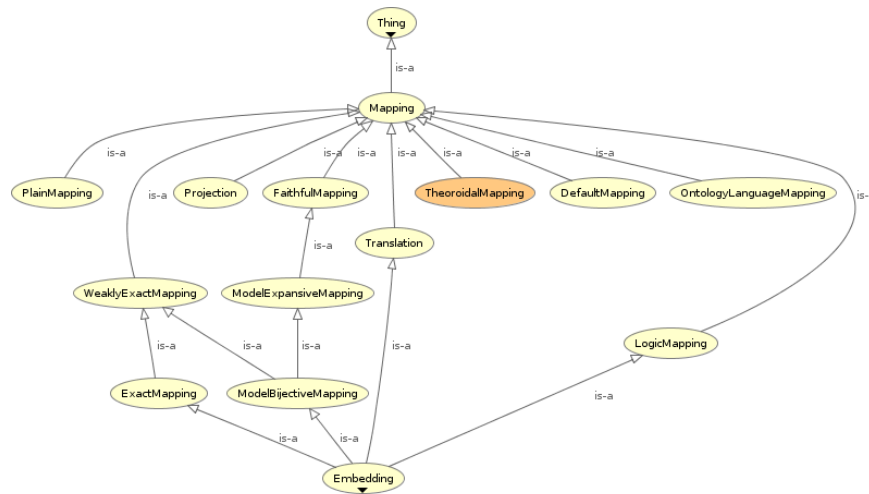 Thing
is-a
Mapping
is-a
is-a
is-a
is-a
is-a
is-a
is-a
is-a
is-
PlainMapping
Projection
FaithfulMapping
TheoroidalMapping
DefaultMapping
OntologyLanguageMapping
Translation
is-a
WeaklyExactMapping
ModelExpansiveMapping
is-a
is-a
is-a
is-a
LogicMapping
ExactMapping
ModelBijectiveMapping
is-a
is-a
is-a
Embedding